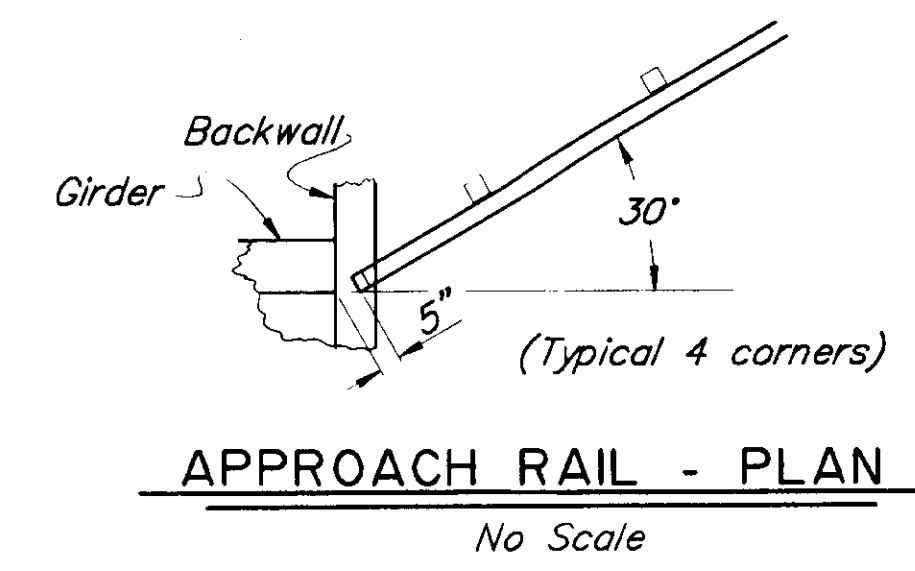 Backwall
Girder
30°
5"
(Typical 4 corners)
APPROACH RAIL - PLAN
No Scale